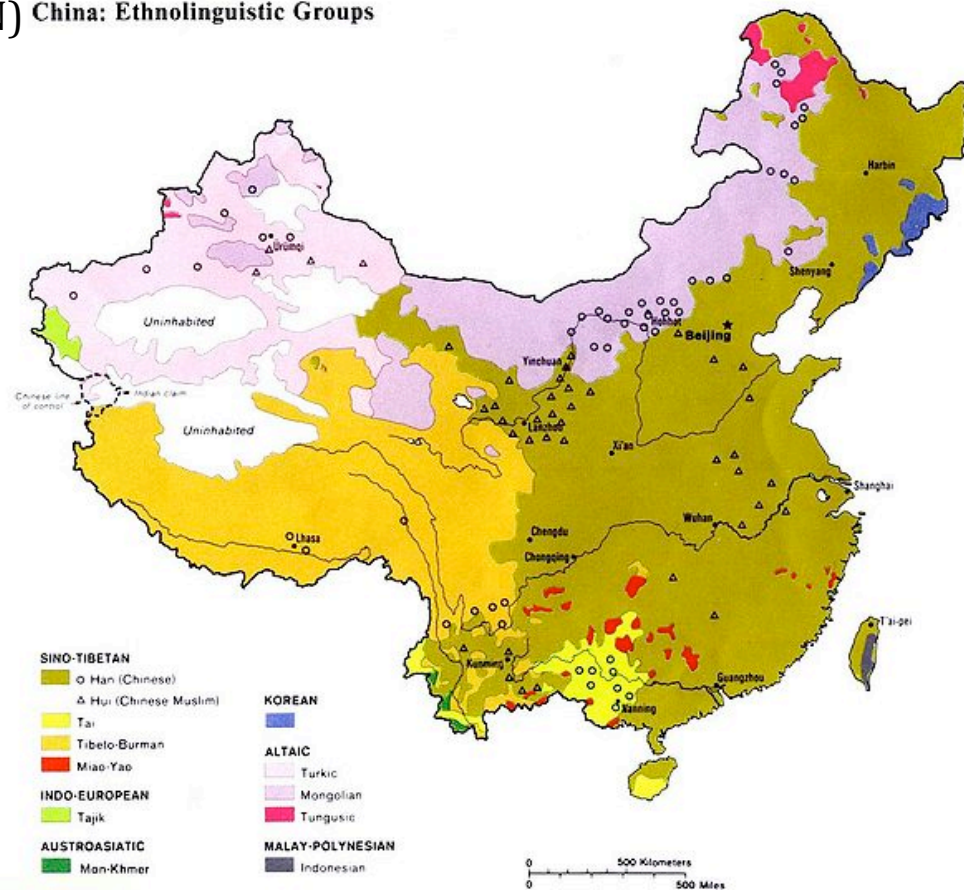 ) China: Ethnolinguistic Groups
Harbin
Ürümqi
Shenyang
Uninhabited
Hohhot
Beijing
Yinchuan
Chinese line
of control
Indian claim
Uninhabited
Lanzhou
Xi'an
Shanghai
Wuhan
Chengdu
Lhasa
Chongqing
T'ai-pei
Kunming
Guangzhou
Nanning
SINO-TIBETAN
Han (Chinese)
Hui (Chinese Muslim)
Tai
Tibeto-Burman
Miao-Yao
INDO-EUROPEAN
Tajik
AUSTROASIATIC
Mon-Khmer
KOREAN
ALTAIC
Turkic
Mongolian
Tungusic
MALAY-POLYNESIAN
Indonesian
0 500 Kilometers
0 500 Miles